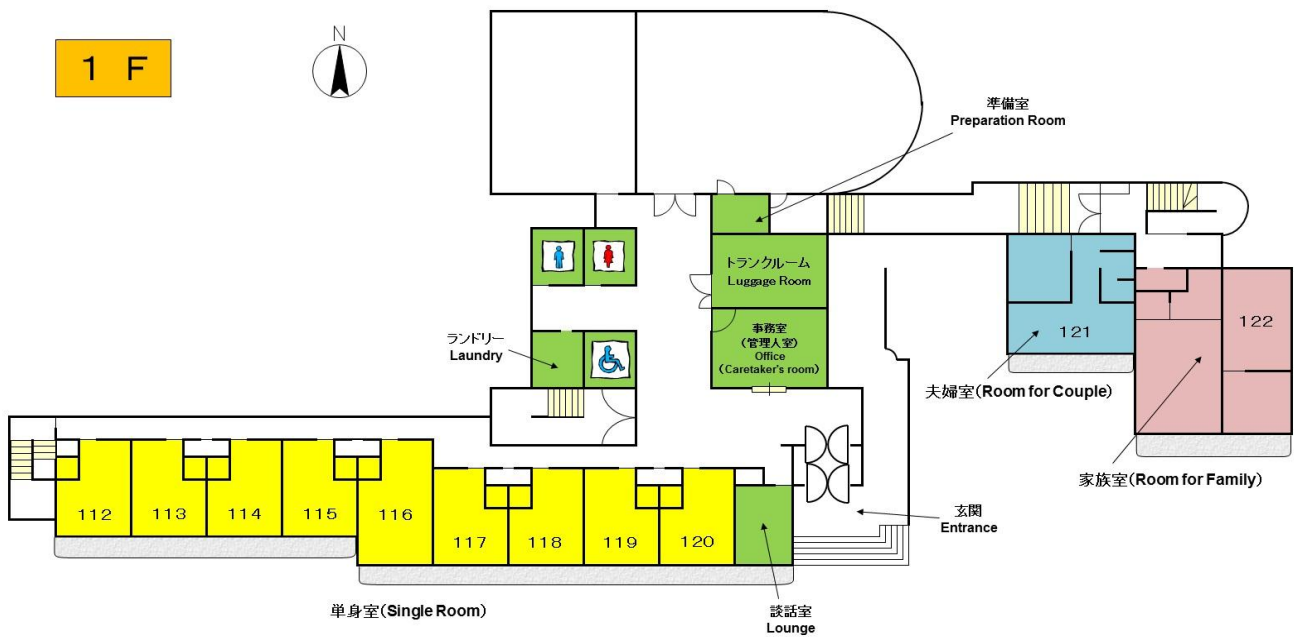 1 F
N
準備室
Preparation Room
トランクルーム
Luggage Room
事務室
(管理人室)
Office
(Caretaker's room)
ランドリー
Laundry
121
122
夫婦室(Room for Couple)
家族室(Room for Family)
玄関
Entrance
112
113
114
115
116
117
118
119
120
単身室(Single Room)
談話室
Lounge